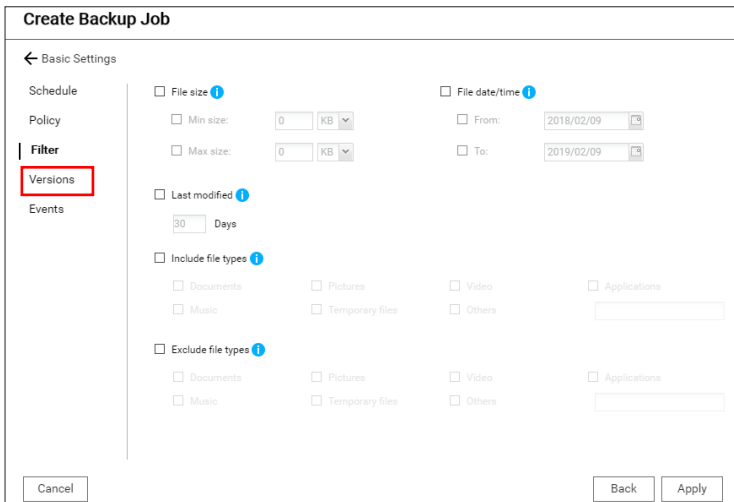 Create Backup Job
Basic Settings
Schedule
Policy
Filter
Versions
Events
File size
File date/time
Min size: 0 KB
From: 2018/02/09
Max size: 0 KB
To: 2019/02/09
Last modified
30 Days
Include file types
Documents Pictures Video Applications
Music Temporary files Others
Exclude file types
Documents Pictures Video Applications
Music Temporary files Others
Cancel Back Apply